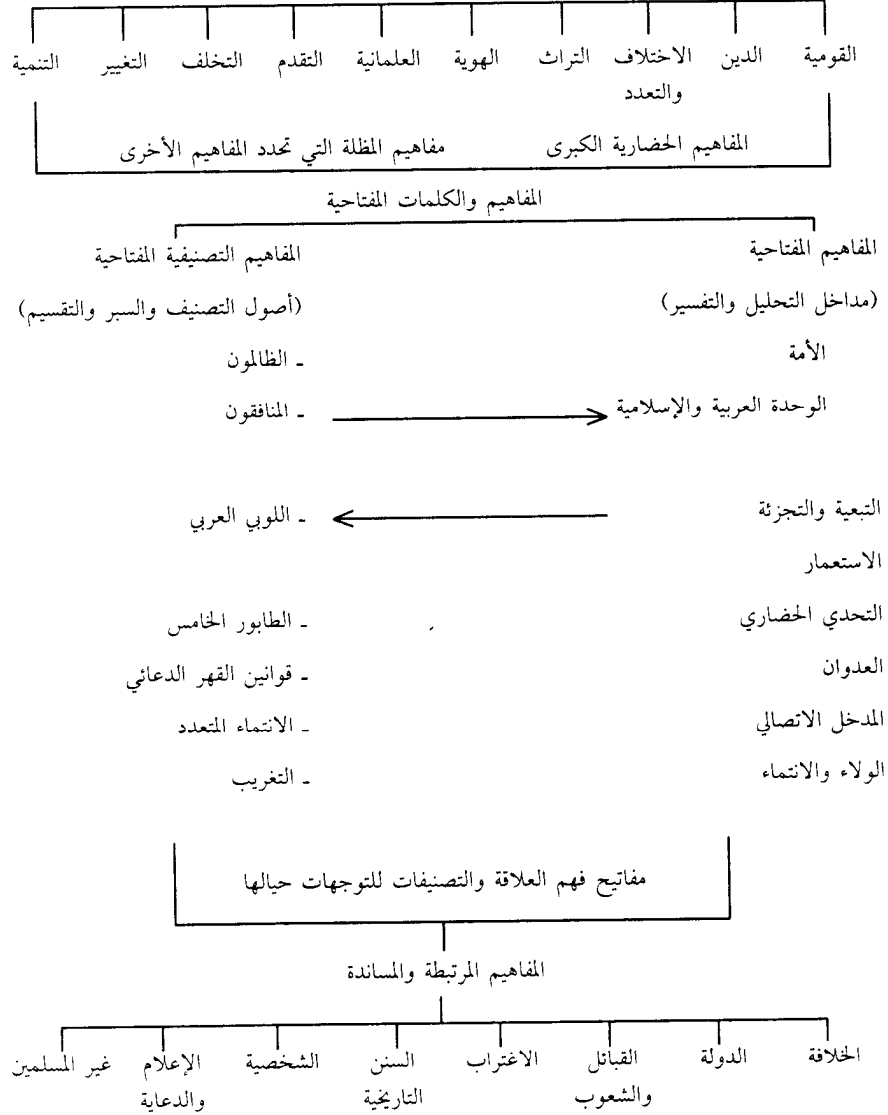 القومية الدين الاختلاف التراث الهوية العلمانية التقدم التخلف التغيير التنمية
والتعدد
المفاهيم الحضارية الكبرى مفاهيم المظلة التي تحدد المفاهيم الأخرى
المفاهيم والكلمات المفتاحية
المفاهيم المفتاحية المفاهيم التصنيفية المفتاحية
(مداخل التحليل والتفسير) (أصول التصنيف والسبر والتقسيم)
الأمة - الظالمون
الوحدة العربية والإسلامية - المنافقون
التبعية والتجزئة - اللوبي العربي
الاستعمار
التحدي الحضاري - الطابور الخامس
العدوان - قوانين القهر الدعائي
المدخل الاتصالي - الانتماء المتعدد
الولاء والانتماء - التغريب
مفاتيح فهم العلاقة والتصنيفات للتوجهات حيالها
المفاهيم المرتبطة والمساندة
الخلافة الدولة القبائل الاغتراب السنن الشخصية الإعلام غير المسلمين
والشعوب التاريخية والدعاية